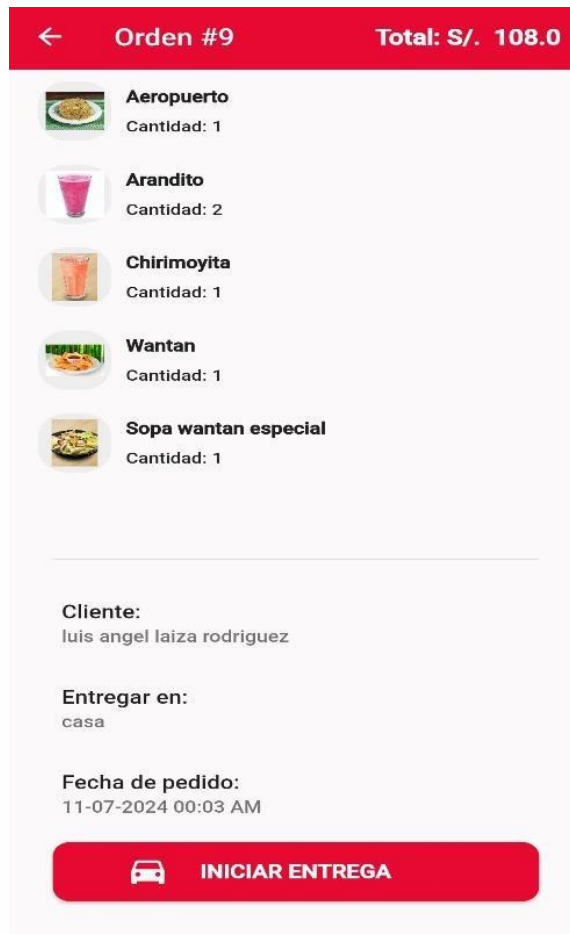 Orden #9
Total: S/. 108.0
Aeropuerto
Cantidad: 1
Arandito
Cantidad: 2
Chirimoyita
Cantidad: 1
Wantan
Cantidad: 1
Sopa wantan especial
Cantidad: 1
Cliente:
luis angel laiza rodriguez
Entregar en:
casa
Fecha de pedido:
11-07-2024 00:03 AM
INICIAR ENTREGA